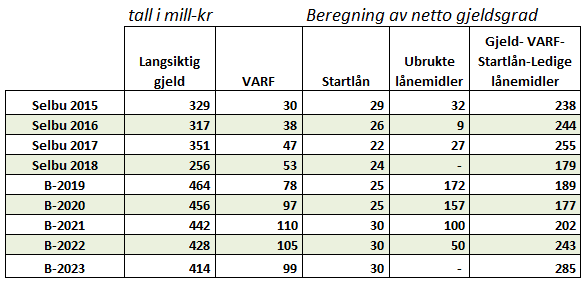 tall i mill-kr Beregning av netto gjeldsgrad
Langsiktig gjeld VARF Startlån Ubrukte lånemidler Gjeld- VARF- Startlån-Ledige lånemidler
Selbu 2015 329 30 29 32 238
Selbu 2016 317 38 26 9 244
Selbu 2017 351 47 22 27 255
Selbu 2018 256 53 24 - 179
B-2019 464 78 25 172 189
B-2020 456 97 25 157 177
B-2021 442 110 30 100 202
B-2022 428 105 30 50 243
B-2023 414 99 30 - 285